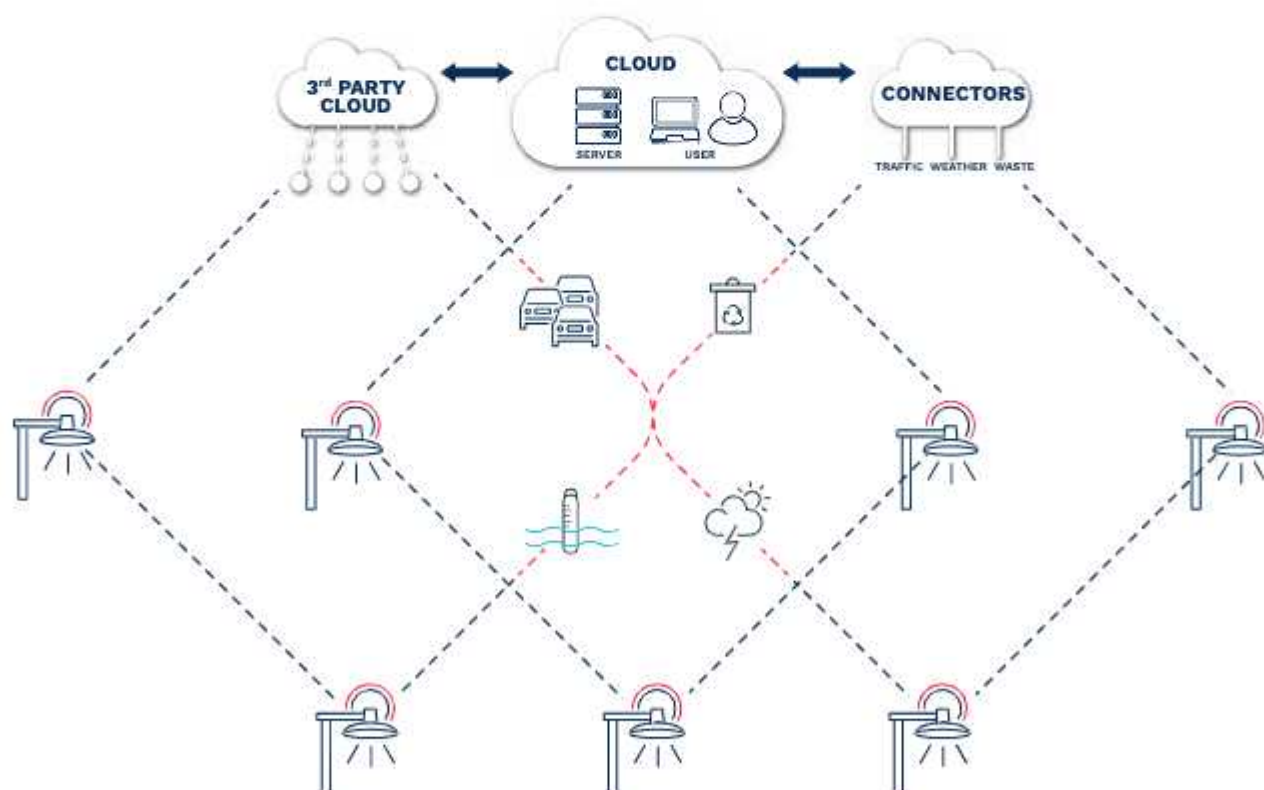 3rd PARTY
CLOUD
CLOUD
SERVER
USER
CONNECTORS
TRAFFIC WEATHER WASTE